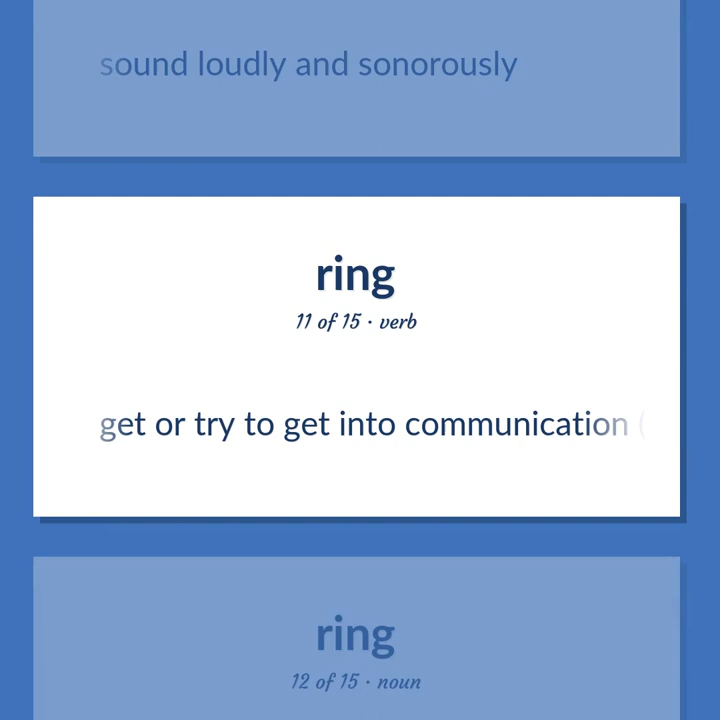 sound loudly and sonorously
ring
11 of 15 · verb
get or try to get into communication (
ring
12 of 15 · noun